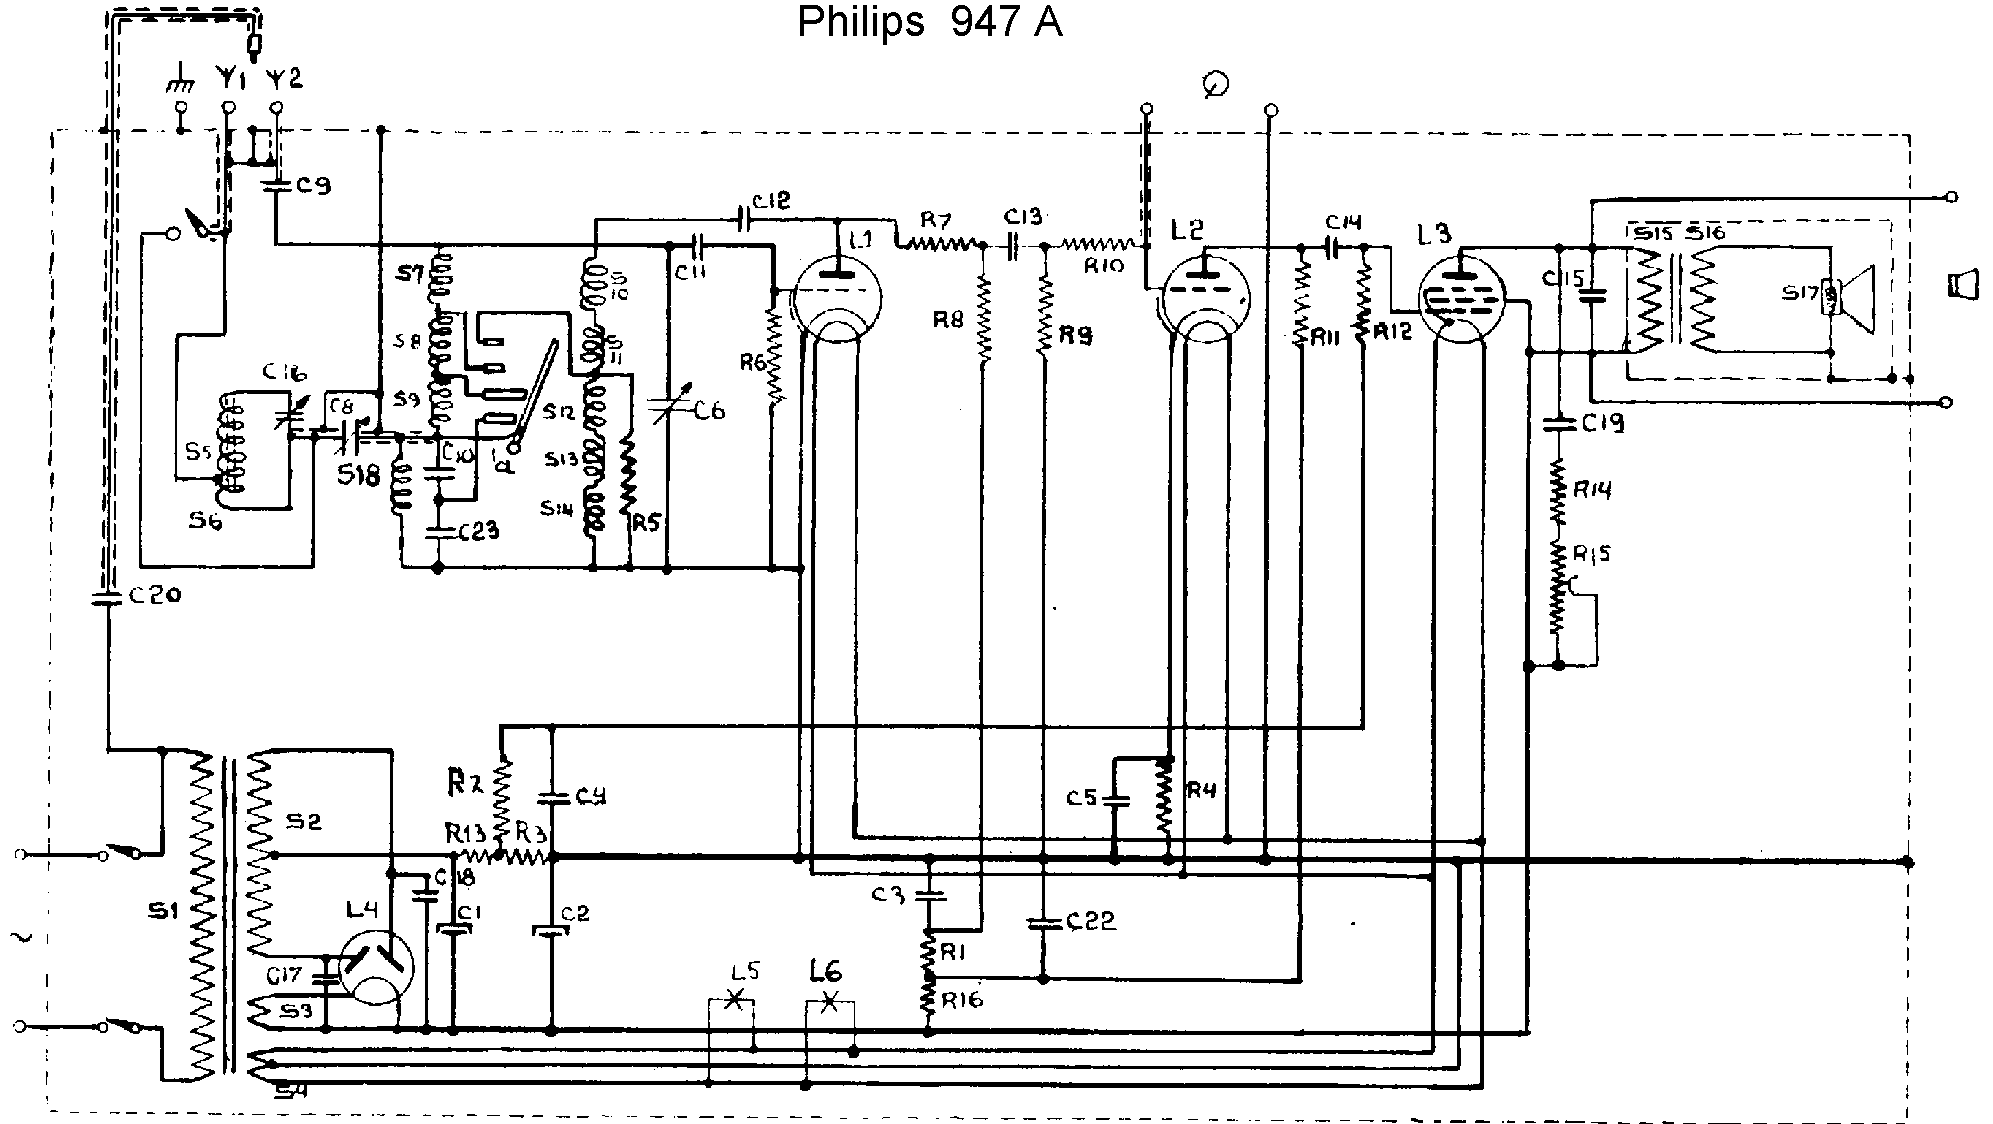 Philips 947 A
1
2
C9
C12
L1
R7
C13
R10
L2
C14
L3
S15 S16
S7
S10
C11
C15
S17
S8
S11
R8
R9
R11
R12
R6
C16
C8
S9
S12
C6
C19
S5
S18
C10
a
S13
R14
S6
C23
S14
R5
R15
C20
R2
C4
C5
R4
S2
R13 R3
S1
L4
C18
C1
C2
C3
C22
R1
C17
L5
L6
S3
R16
~
S4